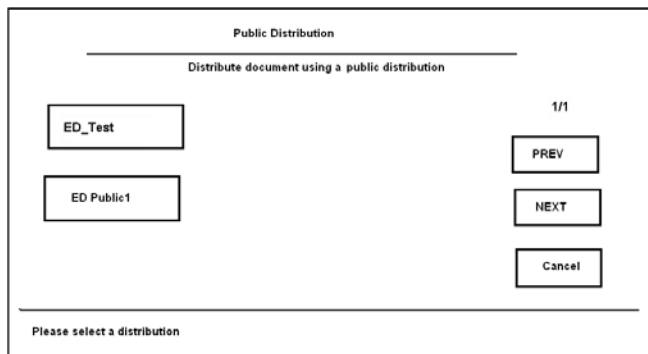 Public Distribution
Distribute document using a public distribution
ED_Test
1/1
PREV
ED Public1
NEXT
Cancel
Please select a distribution